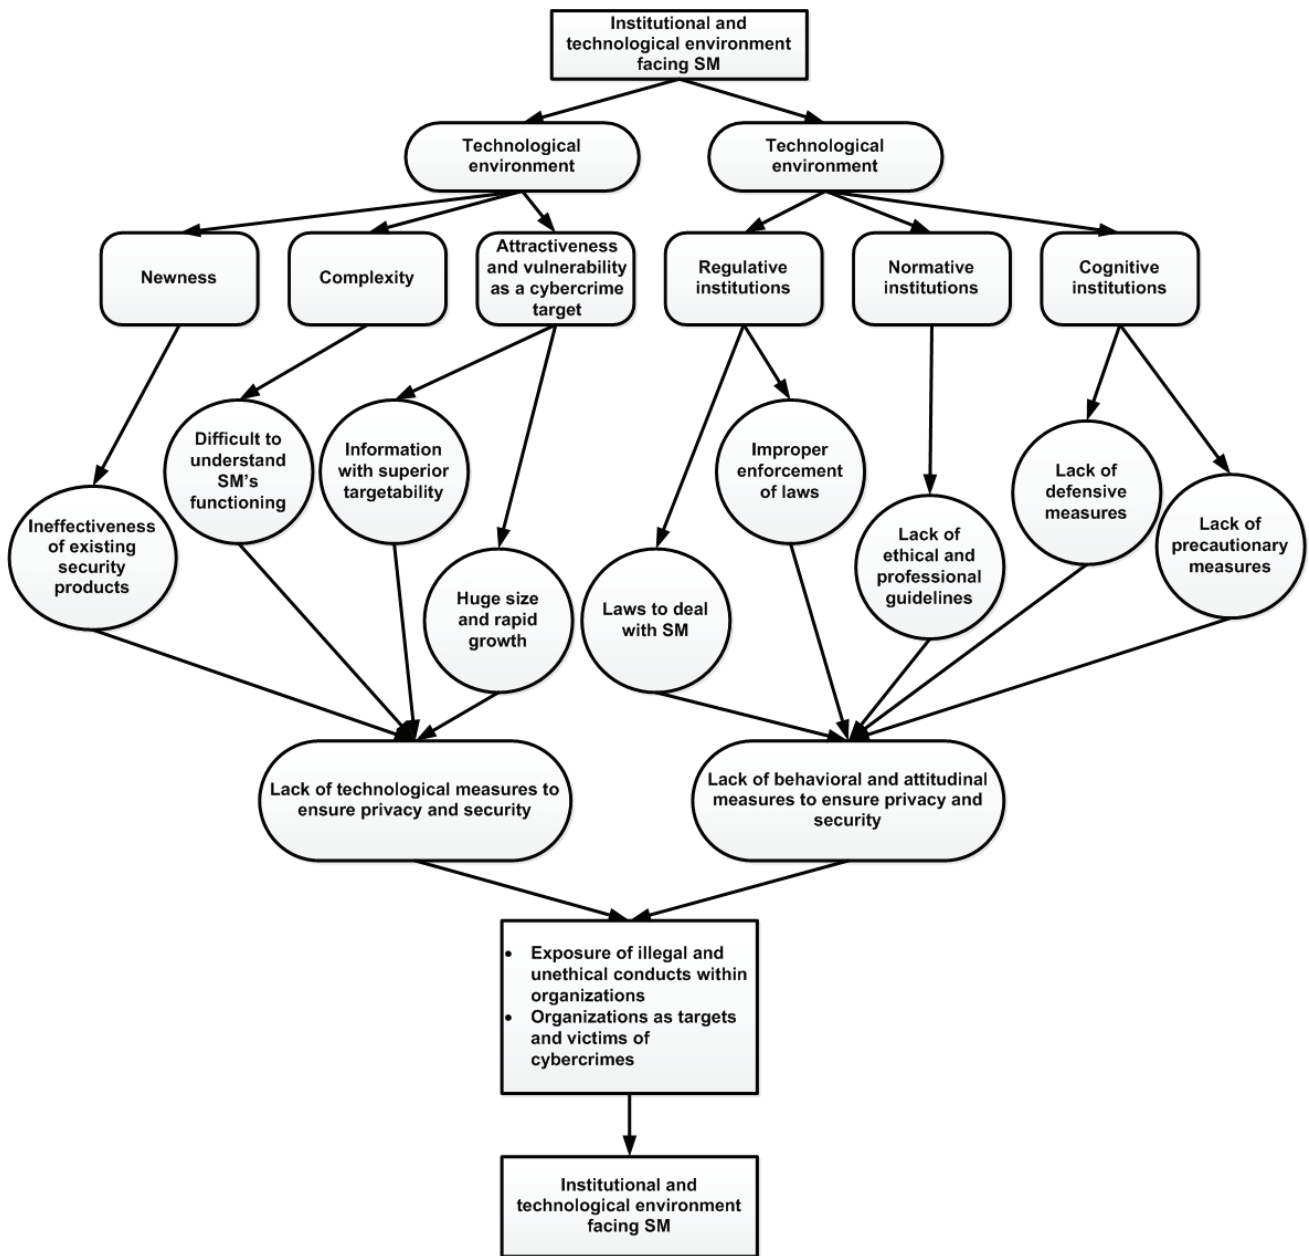 Institutional and
technological environment
facing SM
Technological
environment
Technological
environment
Newness
Complexity
Attractiveness
and vulnerability
as a cybercrime
target
Regulative
institutions
Normative
institutions
Cognitive
institutions
Ineffectiveness
of existing
security
products
Difficult to
understand
SM's
functioning
Information
with superior
targetability
Huge size
and rapid
growth
Laws to deal
with SM
Improper
enforcement
of laws
Lack of
ethical and
professional
guidelines
Lack of
defensive
measures
Lack of
precautionary
measures
Lack of technological measures to
ensure privacy and security
Lack of behavioral and attitudinal
measures to ensure privacy and
security
• Exposure of illegal and
unethical conducts within
organizations
• Organizations as targets
and victims of
cybercrimes
Institutional and
technological environment
facing SM